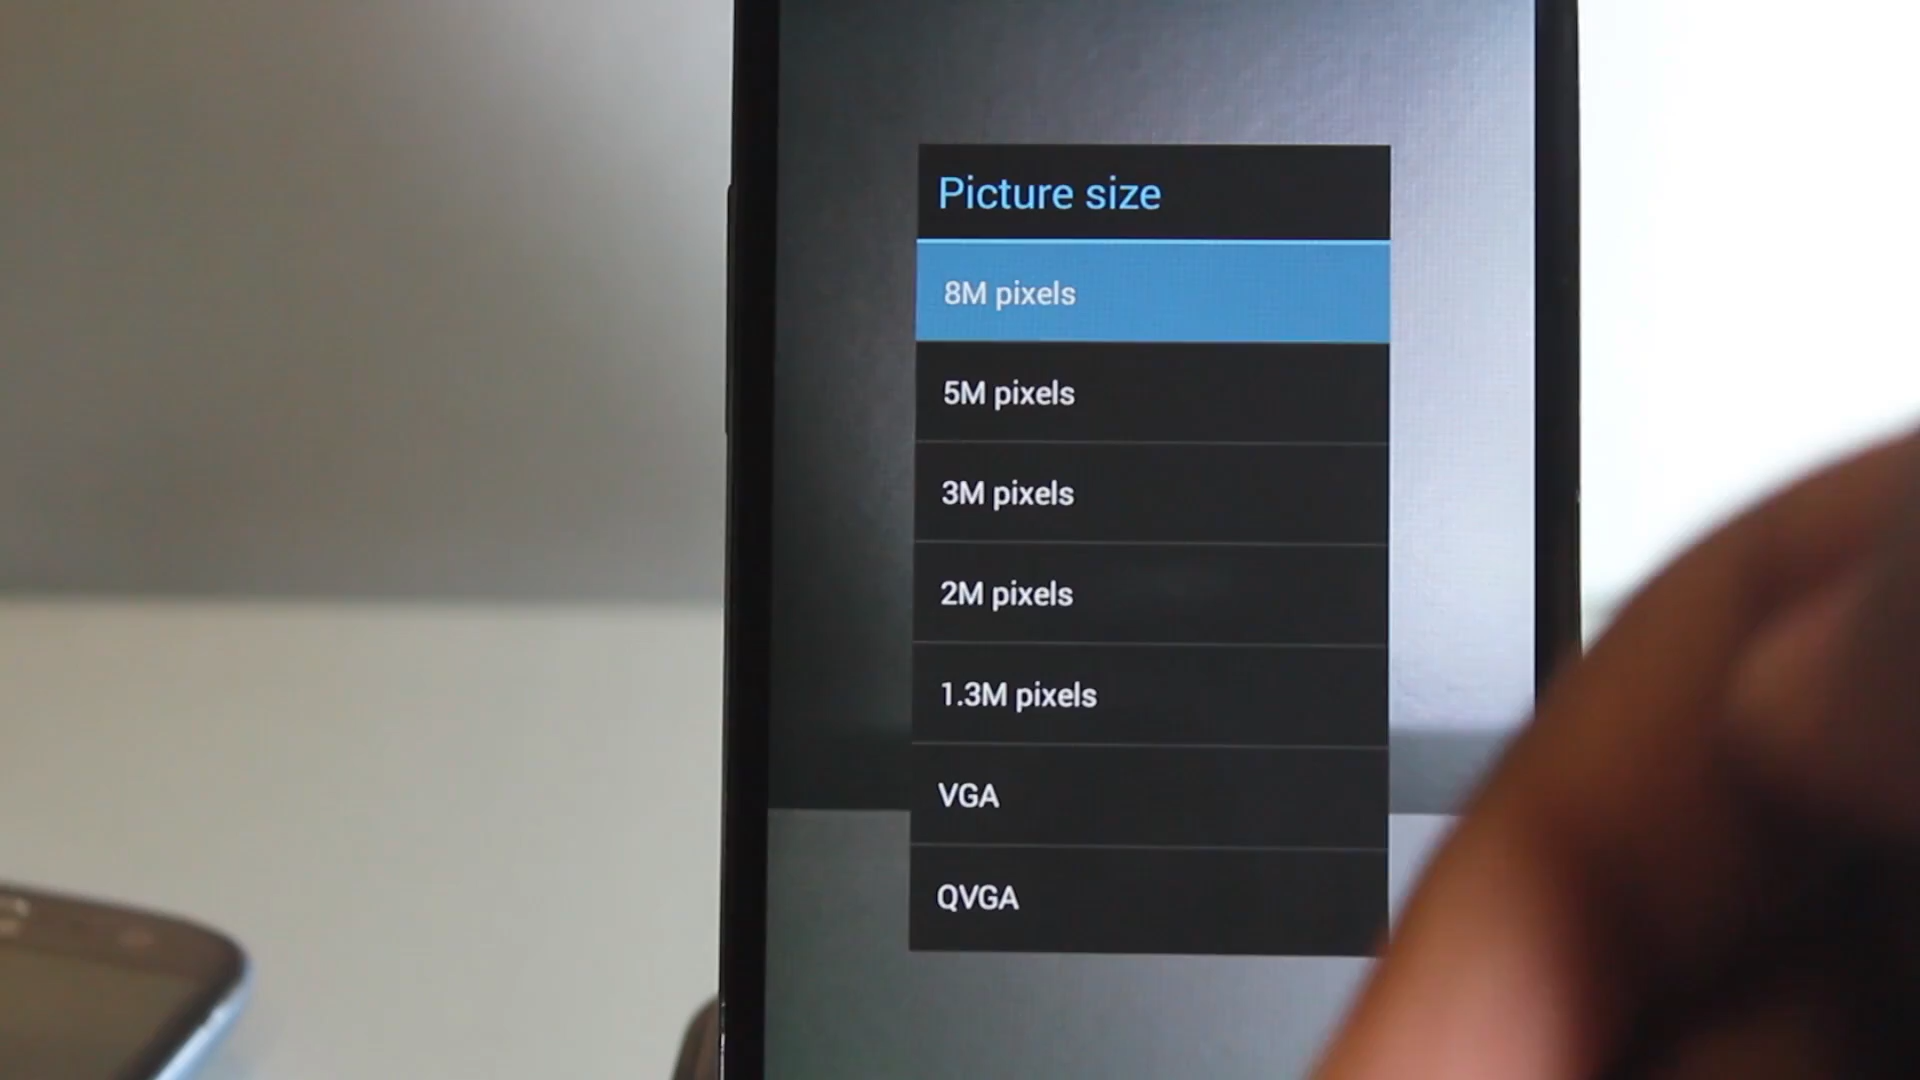 Picture size
8M pixels
5M pixels
3M pixels
2M pixels
1.3M pixels
VGA
QVGA